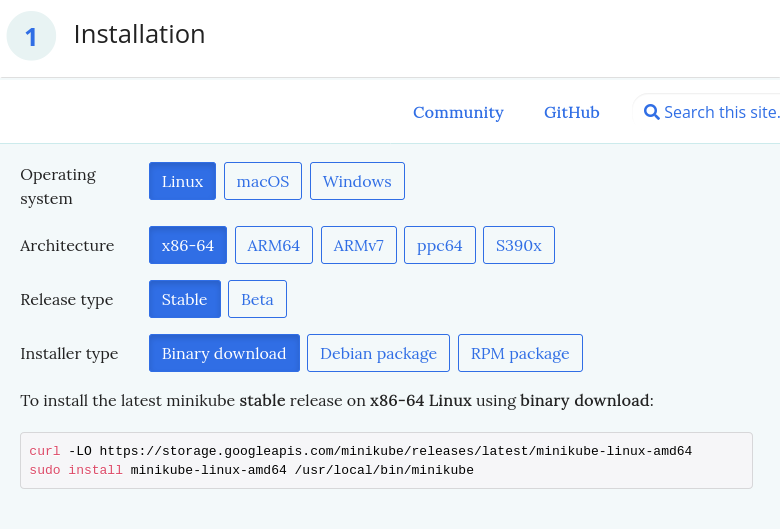 1 Installation
Community GitHub Search this site.
Operating
system
Linux macOS Windows
Architecture x86-64 ARM64 ARMv7 ppc64 S390x
Release type Stable Beta
Installer type Binary download Debian package RPM package
To install the latest minikube stable release on x86-64 Linux using binary download:
curl -LO https://storage.googleapis.com/minikube/releases/latest/minikube-linux-amd64
sudo install minikube-linux-amd64 /usr/local/bin/minikube